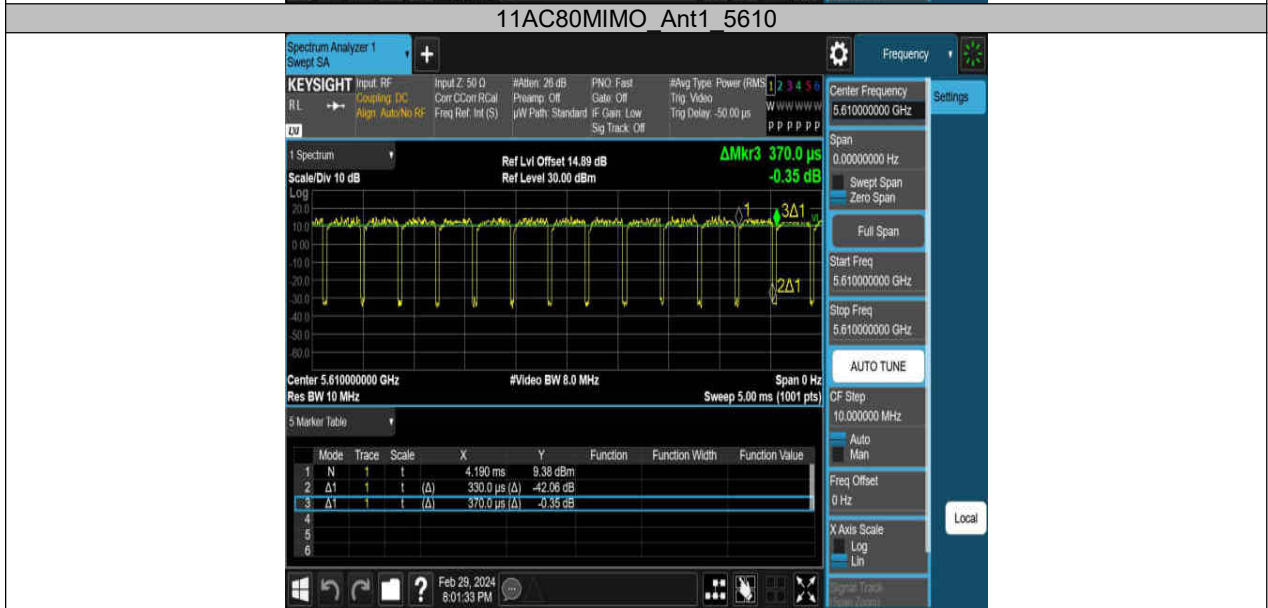 11AC80MIMO_Ant1_5610
Spectrum Analyzer 1
Swept SA
+
Frequency
KEYSIGHT
RL
LXI
Input: RF
Coupling: DC
Align: Auto/No RF
Input Z: 50 Ω
Corr CCorr RCal
Freq Ref: Int (S)
#Atten: 26 dB
Preamp: Off
µW Path: Standard
PNO: Fast
Gate: Off
IF Gain: Low
Sig Track: Off
#Avg Type: Power (RMS
Trig: Video
Trig Delay: -50.00 µs
1 2 3 4 5 6
W W W W W W
P P P P P P
Center Frequency
5.610000000 GHz
Settings
Span
0.00000000 Hz
Swept Span
Zero Span
Full Span
Start Freq
5.610000000 GHz
Stop Freq
5.610000000 GHz
AUTO TUNE
CF Step
10.000000 MHz
Auto
Man
Freq Offset
0 Hz
X Axis Scale
Log
Lin
Signal Track
(Span Zoom)
Local
1 Spectrum
Scale/Div 10 dB
Ref Lvl Offset 14.89 dB
Ref Level 30.00 dBm
ΔMkr3 370.0 µs
-0.35 dB
Log
20.0
10.0
0.00
-10.0
-20.0
-30.0
-40.0
-50.0
-60.0
1
3Δ1
2Δ1
Center 5.610000000 GHz
Res BW 10 MHz
#Video BW 8.0 MHz
Span 0 Hz
Sweep 5.00 ms (1001 pts)
5 Marker Table
Mode Trace Scale X Y Function Function Width Function Value
1 N 1 t 4.190 ms 9.38 dBm
2 Δ1 1 t (Δ) 330.0 µs (Δ) -42.06 dB
3 Δ1 1 t (Δ) 370.0 µs (Δ) -0.35 dB
4
5
6
?
Feb 29, 2024
8:01:33 PM